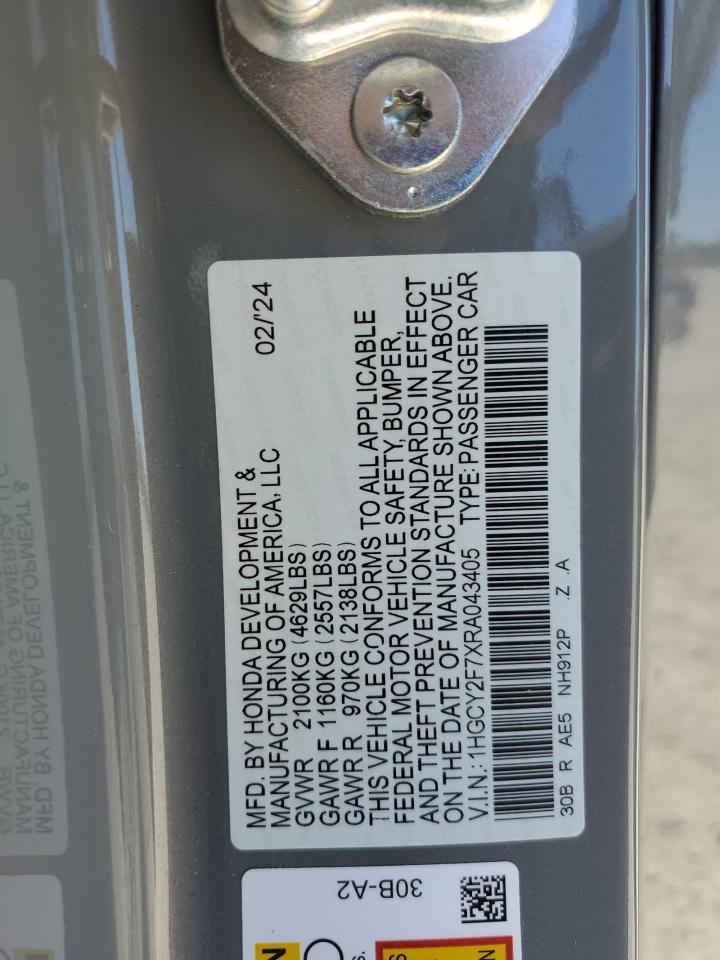 MFD. BY HONDA DEVELOPMENT &
MANUFACTURING OF AMERICA, LLC 02/'24
GVWR 2100KG (4629LBS)
GAWR F 1160KG (2557LBS)
GAWR R 970KG (2138LBS)
THIS VEHICLE CONFORMS TO ALL APPLICABLE
FEDERAL MOTOR VEHICLE SAFETY, BUMPER,
AND THEFT PREVENTION STANDARDS IN EFFECT
ON THE DATE OF MANUFACTURE SHOWN ABOVE.
V.I.N.: 1HGCY2F7XRA043405 TYPE: PASSENGER CAR
30B R AE5 NH912P .Z .A
30B-A2